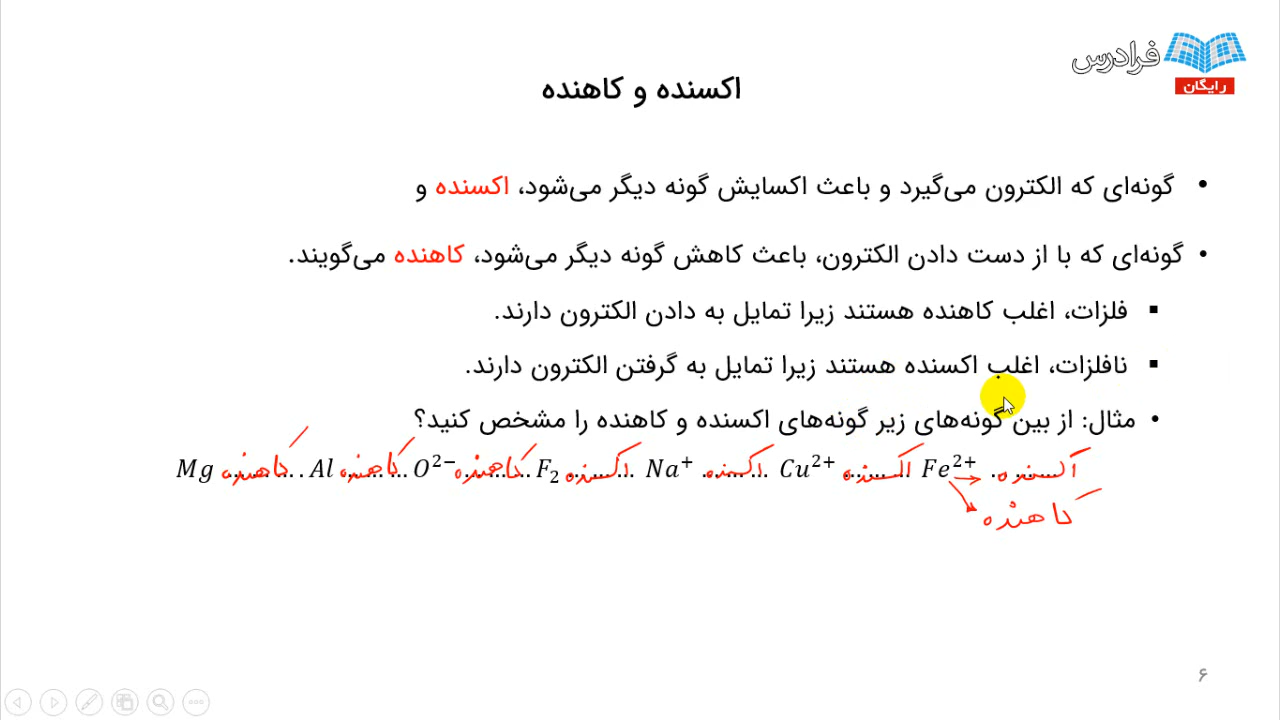 فرادرس
رایگان
اکسنده و کاهنده
• گونه‌ای که الکترون می‌گیرد و باعث اکسایش گونه دیگر می‌شود، اکسنده و
• گونه‌ای که با از دست دادن الکترون، باعث کاهش گونه دیگر می‌شود، کاهنده می‌گویند.
▪ فلزات، اغلب کاهنده هستند زیرا تمایل به دادن الکترون دارند.
▪ نافلزات، اغلب اکسنده هستند زیرا تمایل به گرفتن الکترون دارند.
• مثال: از بین گونه‌های زیر گونه‌های اکسنده و کاهنده را مشخص کنید؟
Mg کاهنده Al کاهنده O²⁻ کاهنده F₂ اکسنده Na⁺ اکسنده Cu²⁺ اکسنده Fe²⁺ → اکسنده
کاهنده
۶